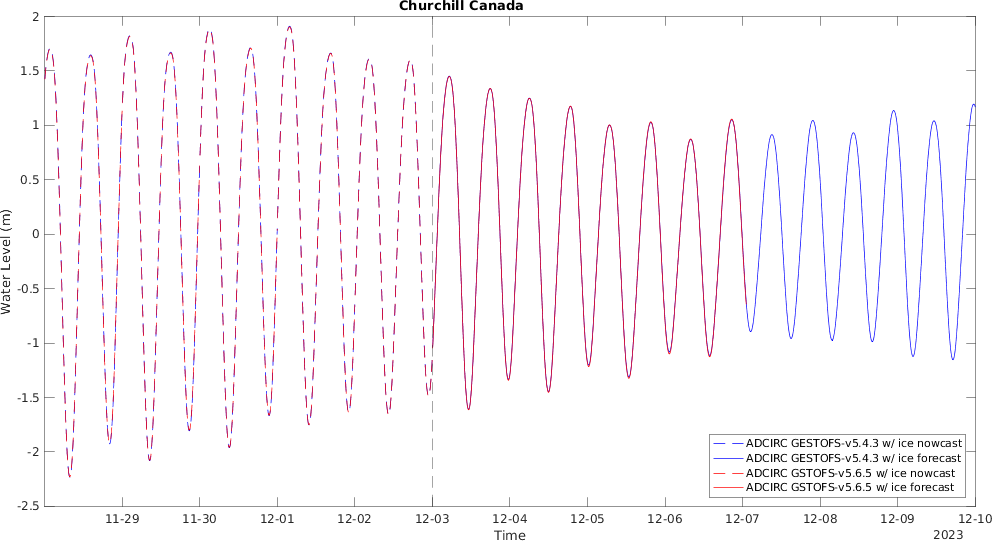 Churchill Canada
2
1.5
1
0.5
0
-0.5
-1
-1.5
-2
-2.5
Water Level (m)
ADCIRC GESTOFS-v5.4.3 w/ ice nowcast
ADCIRC GESTOFS-v5.4.3 w/ ice forecast
ADCIRC GSTOFS-v5.6.5 w/ ice nowcast
ADCIRC GSTOFS-v5.6.5 w/ ice forecast
11-29 11-30 12-01 12-02 12-03 12-04 12-05 12-06 12-07 12-08 12-09 12-10
Time
2023